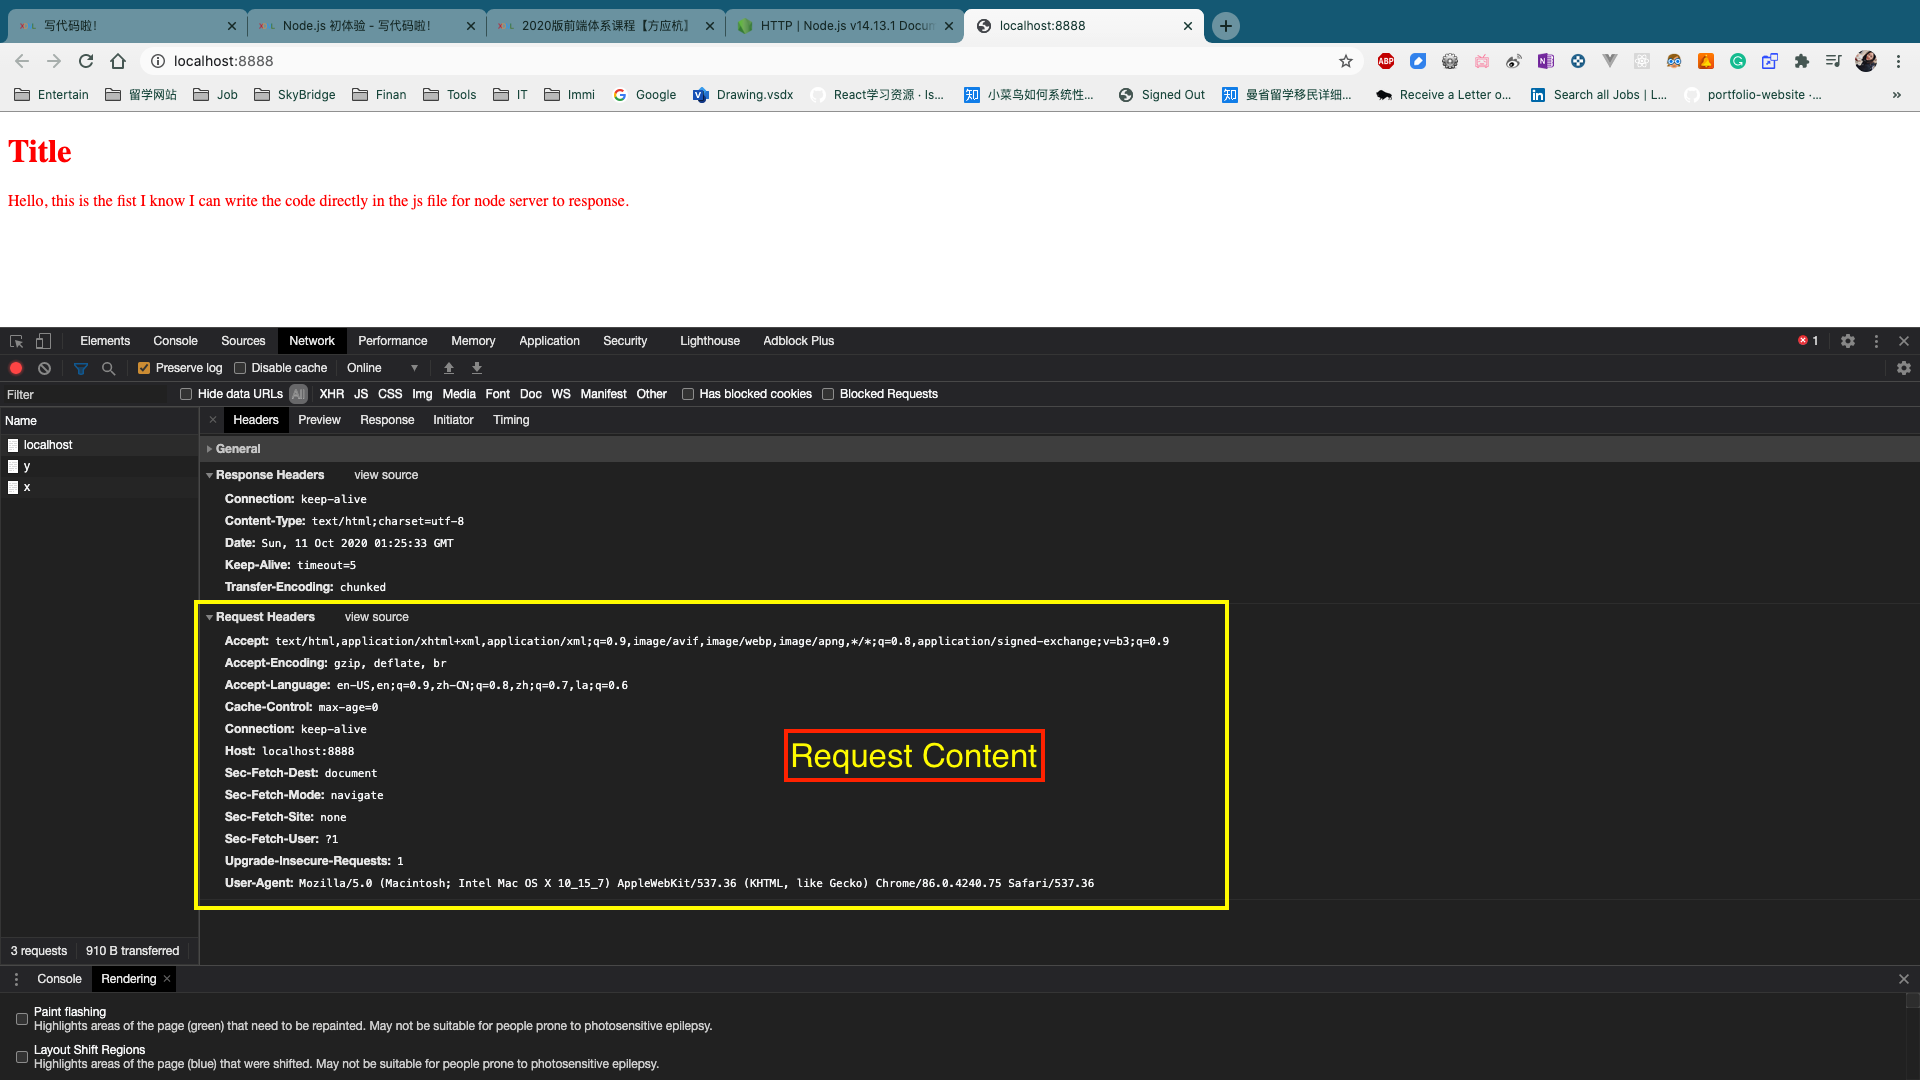 写代码啦!
Node.js 初体验 - 写代码啦!
2020版前端体系课程【方应杭】
HTTP | Node.js v14.13.1 Docum
localhost:8888
localhost:8888
ABP
Entertain
留学网站
Job
SkyBridge
Finan
Tools
IT
Immi
Google
Drawing.vsdx
React学习资源 · Is...
知 小菜鸟如何系统性...
Signed Out
知 曼省留学移民详细...
Receive a Letter o...
Search all Jobs | L...
portfolio-website ·...
»
Title
Hello, this is the fist I know I can write the code directly in the js file for node server to response.
Elements Console Sources Network Performance Memory Application Security Lighthouse Adblock Plus
1
Preserve log Disable cache Online
Filter
Hide data URLs All XHR JS CSS Img Media Font Doc WS Manifest Other Has blocked cookies Blocked Requests
Name
localhost
y
x
Headers Preview Response Initiator Timing
General
Response Headers view source
Connection: keep-alive
Content-Type: text/html;charset=utf-8
Date: Sun, 11 Oct 2020 01:25:33 GMT
Keep-Alive: timeout=5
Transfer-Encoding: chunked
Request Headers view source
Accept: text/html,application/xhtml+xml,application/xml;q=0.9,image/avif,image/webp,image/apng,*/*;q=0.8,application/signed-exchange;v=b3;q=0.9
Accept-Encoding: gzip, deflate, br
Accept-Language: en-US,en;q=0.9,zh-CN;q=0.8,zh;q=0.7,la;q=0.6
Cache-Control: max-age=0
Connection: keep-alive
Host: localhost:8888
Sec-Fetch-Dest: document
Sec-Fetch-Mode: navigate
Sec-Fetch-Site: none
Sec-Fetch-User: ?1
Upgrade-Insecure-Requests: 1
User-Agent: Mozilla/5.0 (Macintosh; Intel Mac OS X 10_15_7) AppleWebKit/537.36 (KHTML, like Gecko) Chrome/86.0.4240.75 Safari/537.36
Request Content
3 requests 910 B transferred
Console Rendering
Paint flashing
Highlights areas of the page (green) that need to be repainted. May not be suitable for people prone to photosensitive epilepsy.
Layout Shift Regions
Highlights areas of the page (blue) that were shifted. May not be suitable for people prone to photosensitive epilepsy.